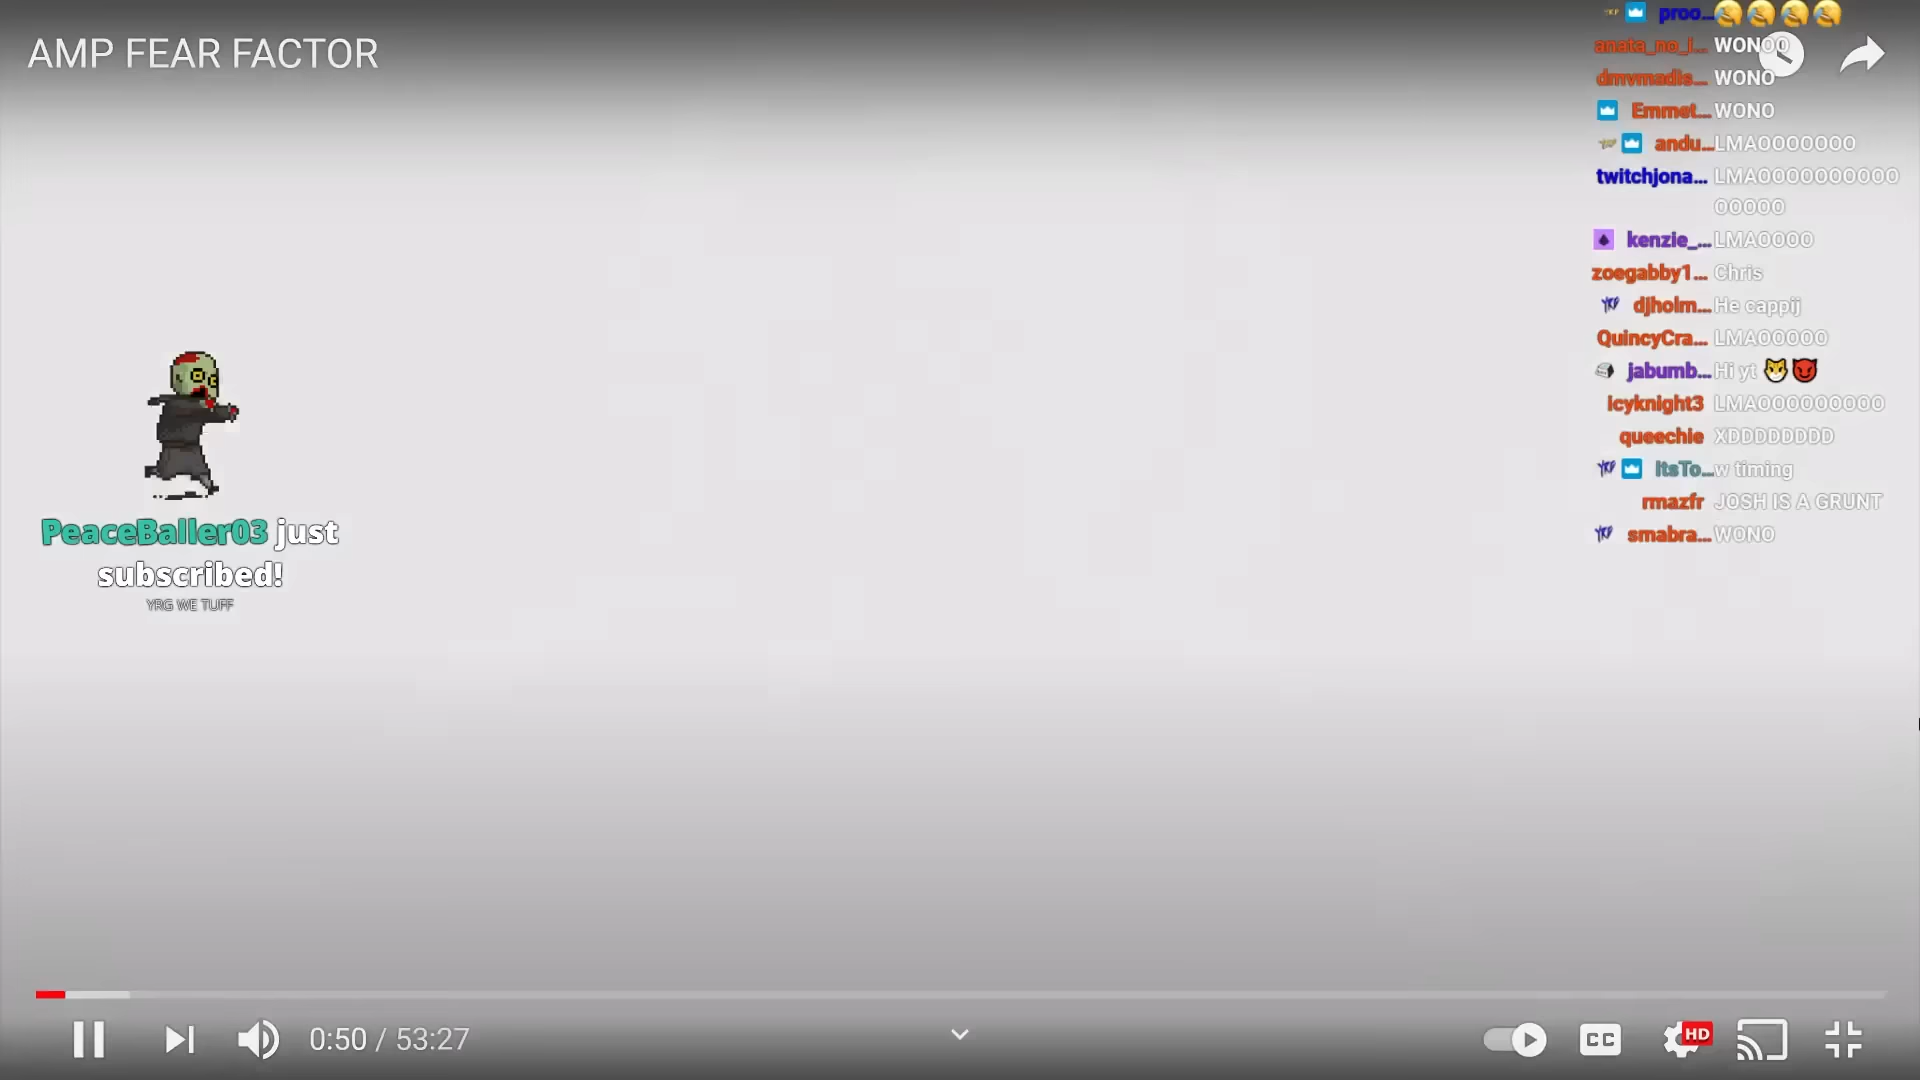 AMP FEAR FACTOR
proo...
anata_no_i... WONOO
dmvmadis... WONO
Emmet... WONO
andu... LMAOOOOOOO
twitchjona... LMAOOOOOOOOOO
OOOOO
kenzie_... LMAOOOO
zoegabby1... Chris
djholm... He cappij
QuincyCra... LMAOOOOO
jabumb... Hi yt
icyknight3 LMAOOOOOOOOO
queechie XDDDDDDDD
ItsTo... w timing
rmazfr JOSH IS A GRUNT
smabra... WONO
PeaceBaller03 just
subscribed!
YRG WE TUFF
0:50 / 53:27
CC
HD